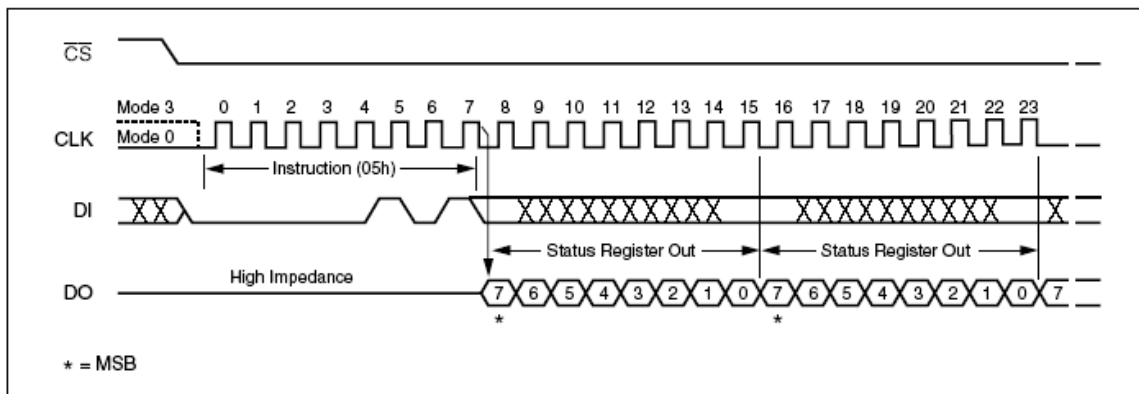 CS
Mode 3 0 1 2 3 4 5 6 7 8 9 10 11 12 13 14 15 16 17 18 19 20 21 22 23
CLK Mode 0
Instruction (05h)
DI
Status Register Out Status Register Out
High Impedance
DO 7 6 5 4 3 2 1 0 7 6 5 4 3 2 1 0 7
* *
* = MSB